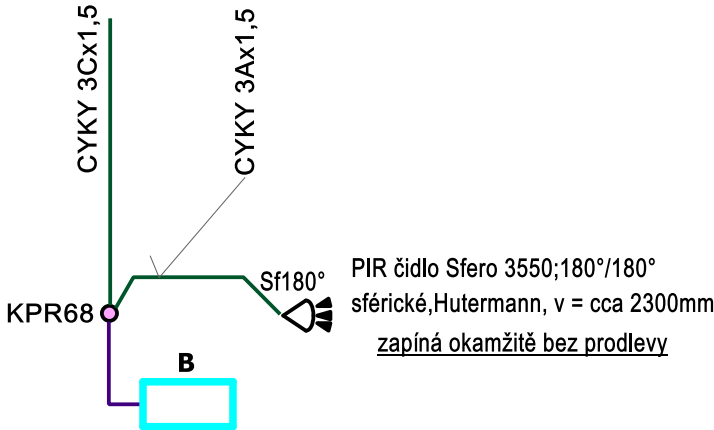 CYKY 3Cx1,5
CYKY 3Ax1,5
Sf180°
PIR čidlo Sfero 3550;180°/180°
sférické,Hutermann, v = cca 2300mm
zapíná okamžitě bez prodlevy
KPR68
B